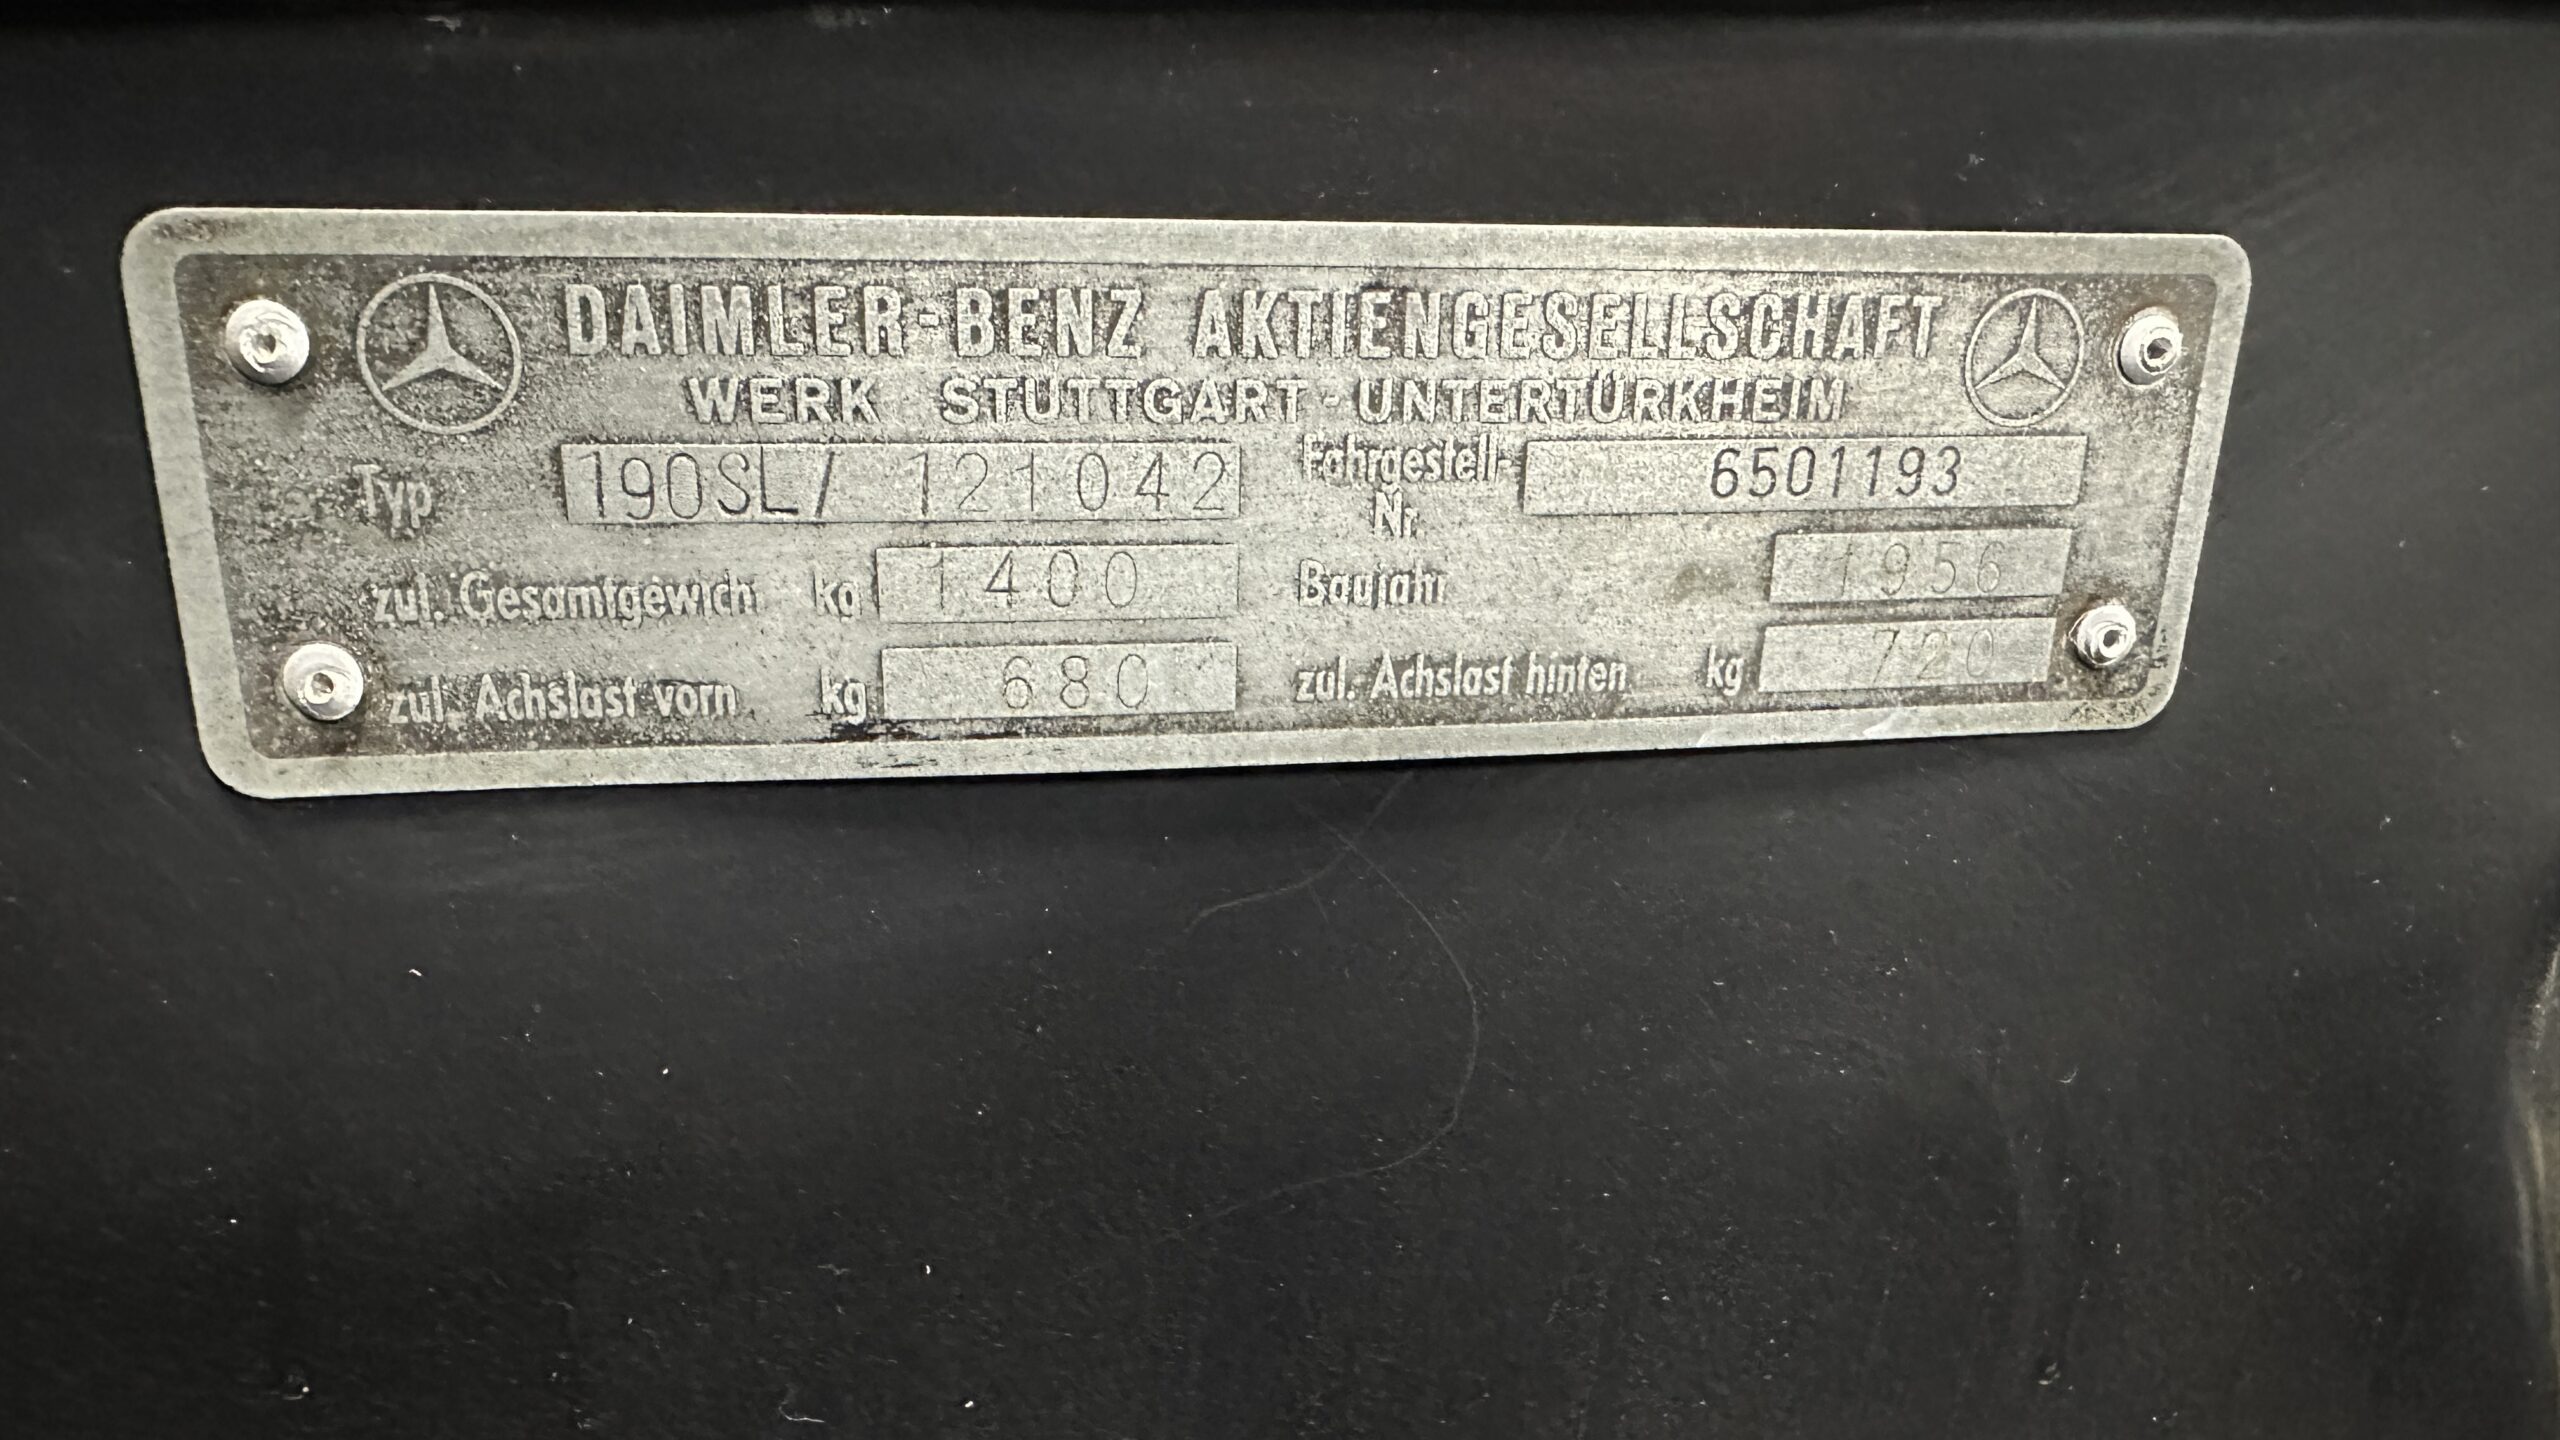 DAIMLER-BENZ AKTIENGESELLSCHAFT
WERK STUTTGART-UNTERTÜRKHEIM
Typ 190SL/ 121042 Fahrgestell-Nr. 6501193
zul. Gesamtgewicht kg 1400 Baujahr 1956
zul. Achslast vorn kg 680 zul. Achslast hinten kg 720